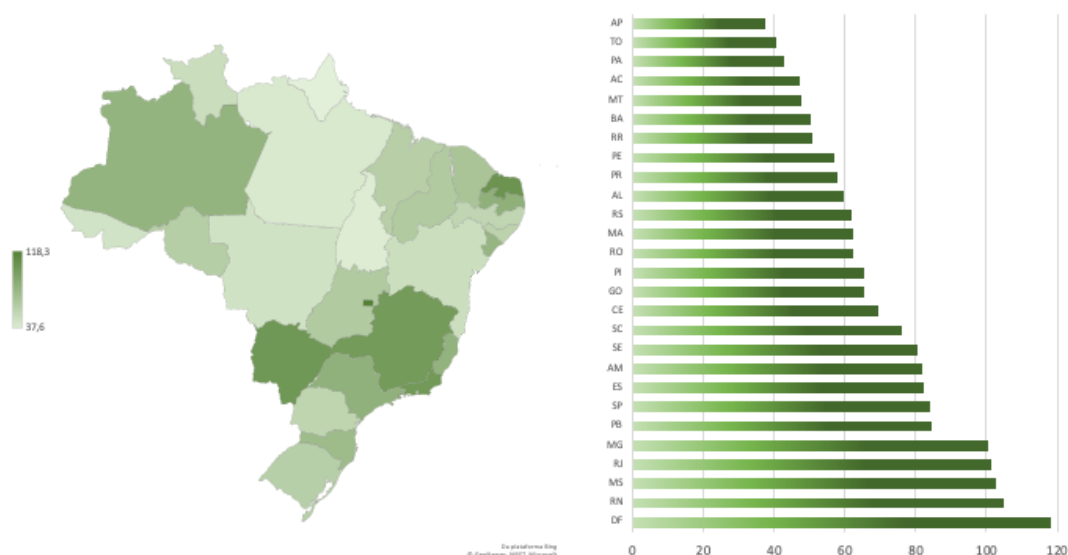 118,3
37,6
Da plataforma Bing
AP
TO
PA
AC
MT
BA
RR
PE
PR
AL
RS
MA
RO
PI
GO
CE
SC
SE
AM
ES
SP
PB
MG
RJ
MS
RN
DF
0 20 40 60 80 100 120